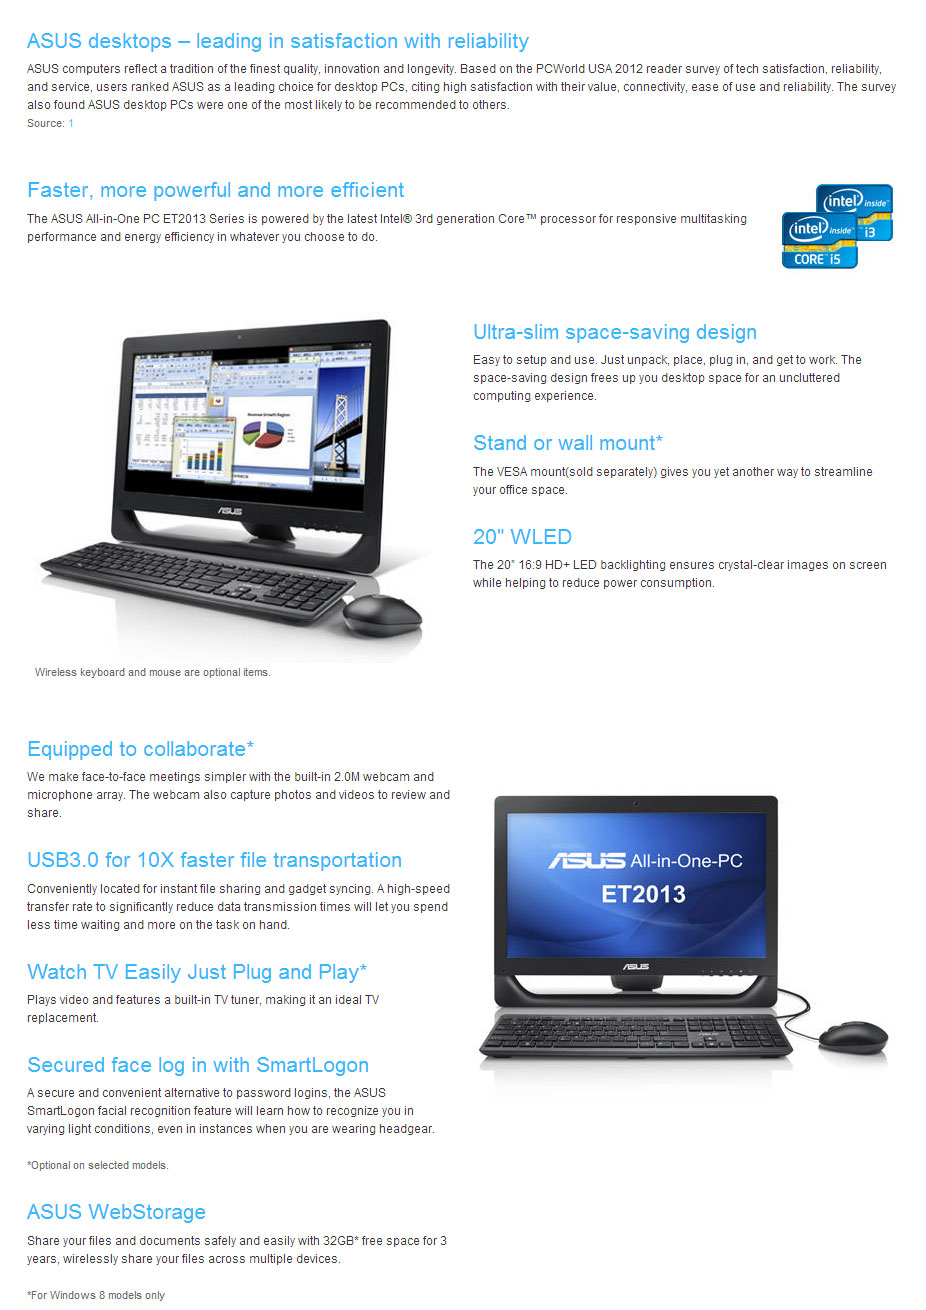 ASUS desktops – leading in satisfaction with reliability
ASUS computers reflect a tradition of the finest quality, innovation and longevity. Based on the PCWorld USA 2012 reader survey of tech satisfaction, reliability,
and service, users ranked ASUS as a leading choice for desktop PCs, citing high satisfaction with their value, connectivity, ease of use and reliability. The survey
also found ASUS desktop PCs were one of the most likely to be recommended to others.
Source: 1
Faster, more powerful and more efficient
The ASUS All-in-One PC ET2013 Series is powered by the latest Intel® 3rd generation Core™ processor for responsive multitasking
performance and energy efficiency in whatever you choose to do.
intel inside™
i3
intel inside™
CORE™ i5
Revenue Growth Region
ASUS
Wireless keyboard and mouse are optional items.
Ultra-slim space-saving design
Easy to setup and use. Just unpack, place, plug in, and get to work. The
space-saving design frees up you desktop space for an uncluttered
computing experience.
Stand or wall mount*
The VESA mount(sold separately) gives you yet another way to streamline
your office space.
20" WLED
The 20” 16:9 HD+ LED backlighting ensures crystal-clear images on screen
while helping to reduce power consumption.
Equipped to collaborate*
We make face-to-face meetings simpler with the built-in 2.0M webcam and
microphone array. The webcam also capture photos and videos to review and
share.
USB3.0 for 10X faster file transportation
Conveniently located for instant file sharing and gadget syncing. A high-speed
transfer rate to significantly reduce data transmission times will let you spend
less time waiting and more on the task on hand.
Watch TV Easily Just Plug and Play*
Plays video and features a built-in TV tuner, making it an ideal TV
replacement.
Secured face log in with SmartLogon
A secure and convenient alternative to password logins, the ASUS
SmartLogon facial recognition feature will learn how to recognize you in
varying light conditions, even in instances when you are wearing headgear.
*Optional on selected models.
ASUS All-in-One-PC
ET2013
ASUS
ASUS WebStorage
Share your files and documents safely and easily with 32GB* free space for 3
years, wirelessly share your files across multiple devices.
*For Windows 8 models only